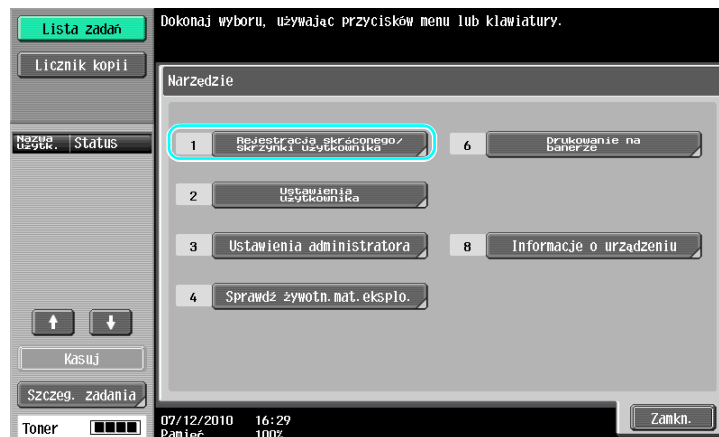 Lista zadań
Licznik kopii
Nazwa użytk. Status
Kasuj
Szczeg. zadania
Toner
Dokonaj wyboru, używając przycisków menu lub klawiatury.
Narzędzie
1 Rejestracja skróconego/
skrzynki użytkownika
2 Ustawienia
użytkownika
3 Ustawienia administratora
4 Sprawdź żywotn.mat.eksplo.
6 Drukowanie na
banerze
8 Informacje o urządzeniu
07/12/2010 16:29
Pamięć 100%
Zamkn.